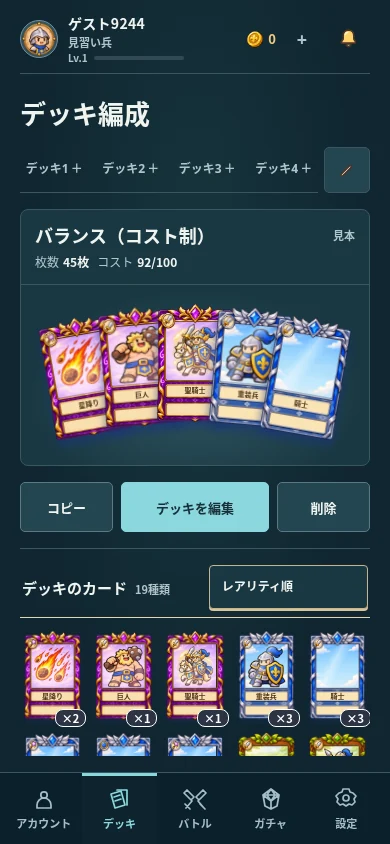 ゲスト9244
見習い兵
Lv.1
0 +
デッキ編成
デッキ1+ デッキ2+ デッキ3+ デッキ4+
バランス（コスト制） 見本
枚数 45枚 コスト 92/100
星降り 巨人 聖騎士 重装兵 騎士
コピー デッキを編集 削除
デッキのカード 19種類 レアリティ順
星降り 巨人 聖騎士 重装兵 騎士
×2 ×1 ×1 ×3 ×3
アカウント デッキ バトル ガチャ 設定